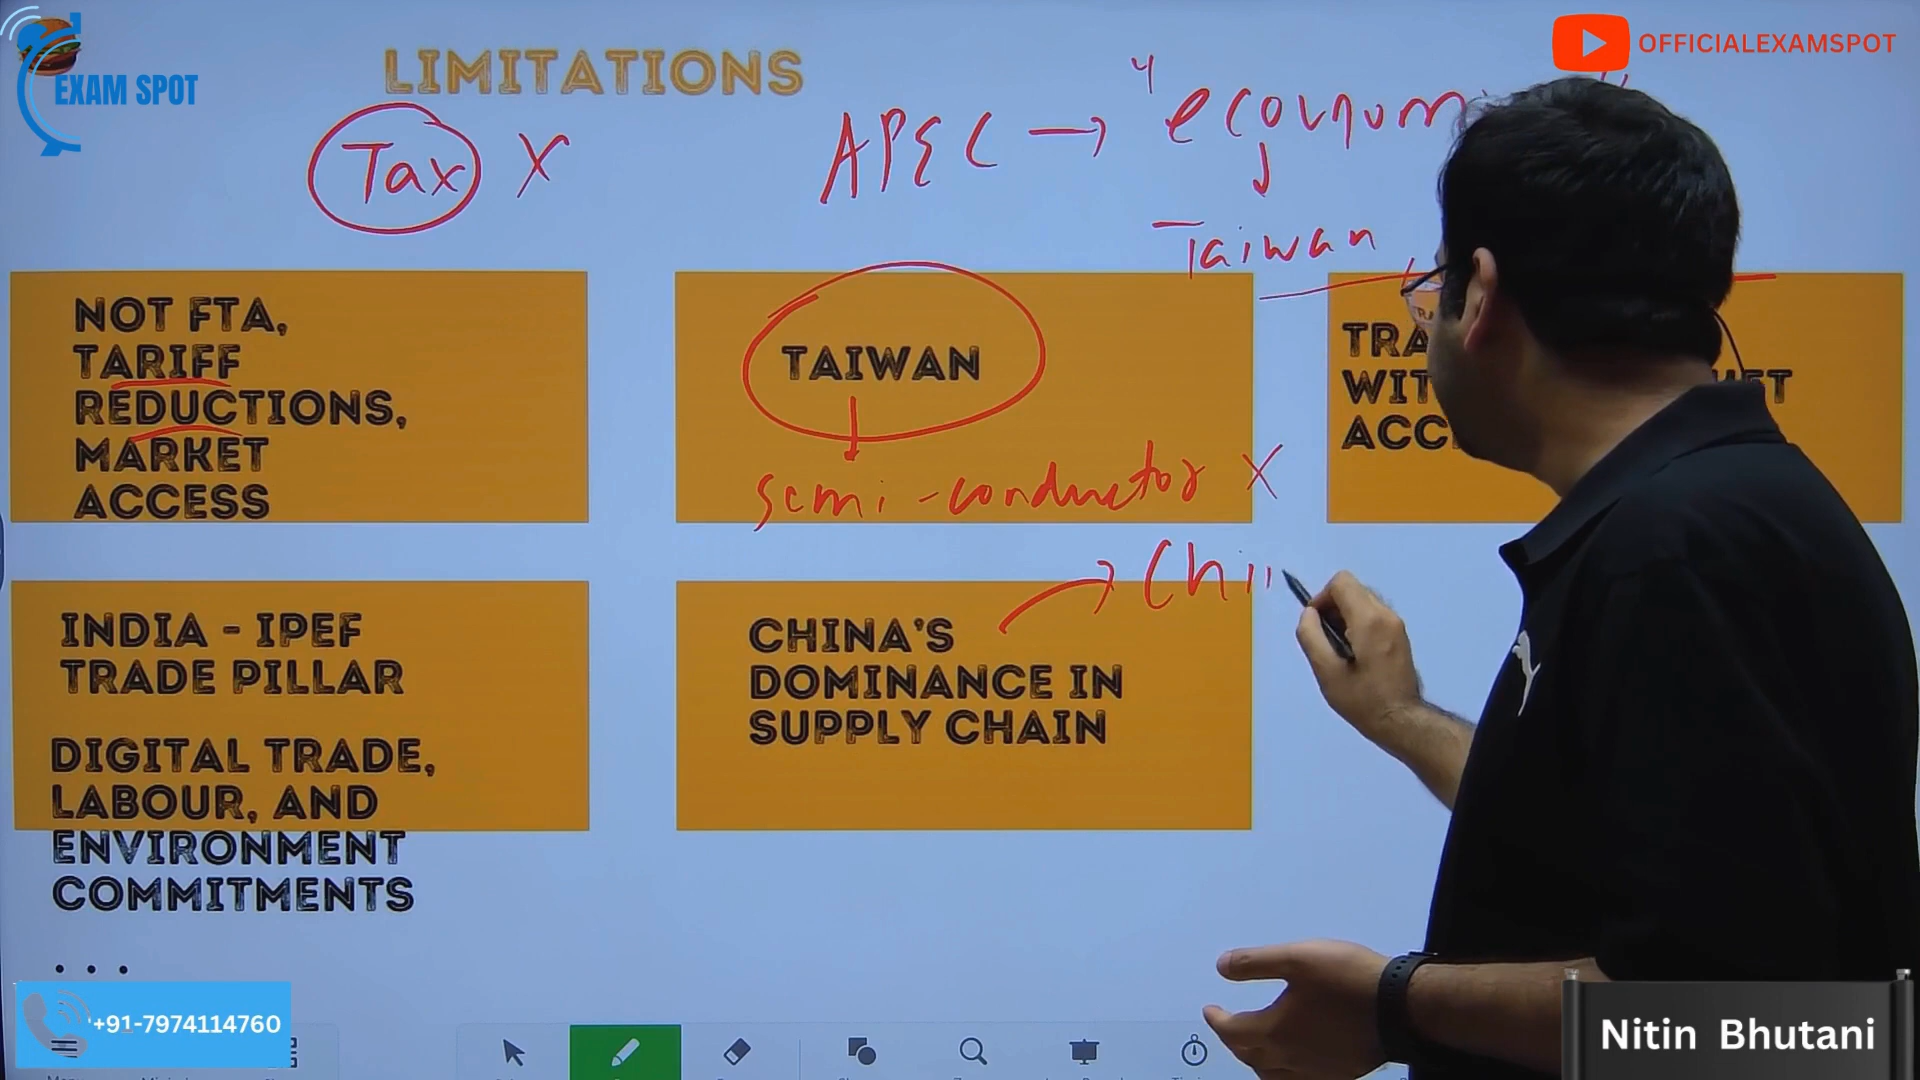 EXAM SPOT
LIMITATIONS
OFFICIALEXAMSPOT
Tax X
APEC → "
Taiwan
NOT FTA,
TARIFF
REDUCTIONS,
MARKET
ACCESS
TAIWAN
semi-conductor X
INDIA - IPEF
TRADE PILLAR
DIGITAL TRADE,
LABOUR, AND
ENVIRONMENT
COMMITMENTS
...
CHINA'S
DOMINANCE IN
SUPPLY CHAIN
Chi
+91-7974114760
Nitin Bhutani